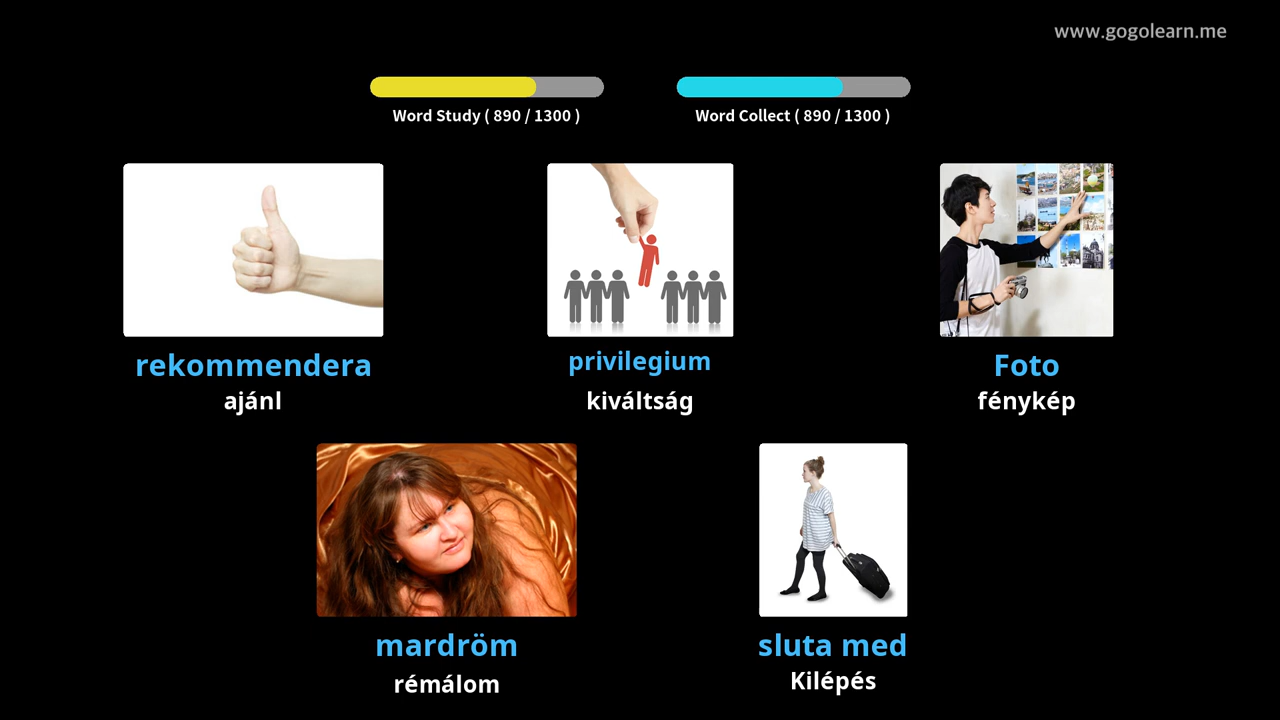 www.gogolearn.me
Word Study ( 890 / 1300 )
Word Collect ( 890 / 1300 )
rekommendera
ajánl
privilegium
kiváltság
Foto
fénykép
mardröm
rémálom
sluta med
Kilépés